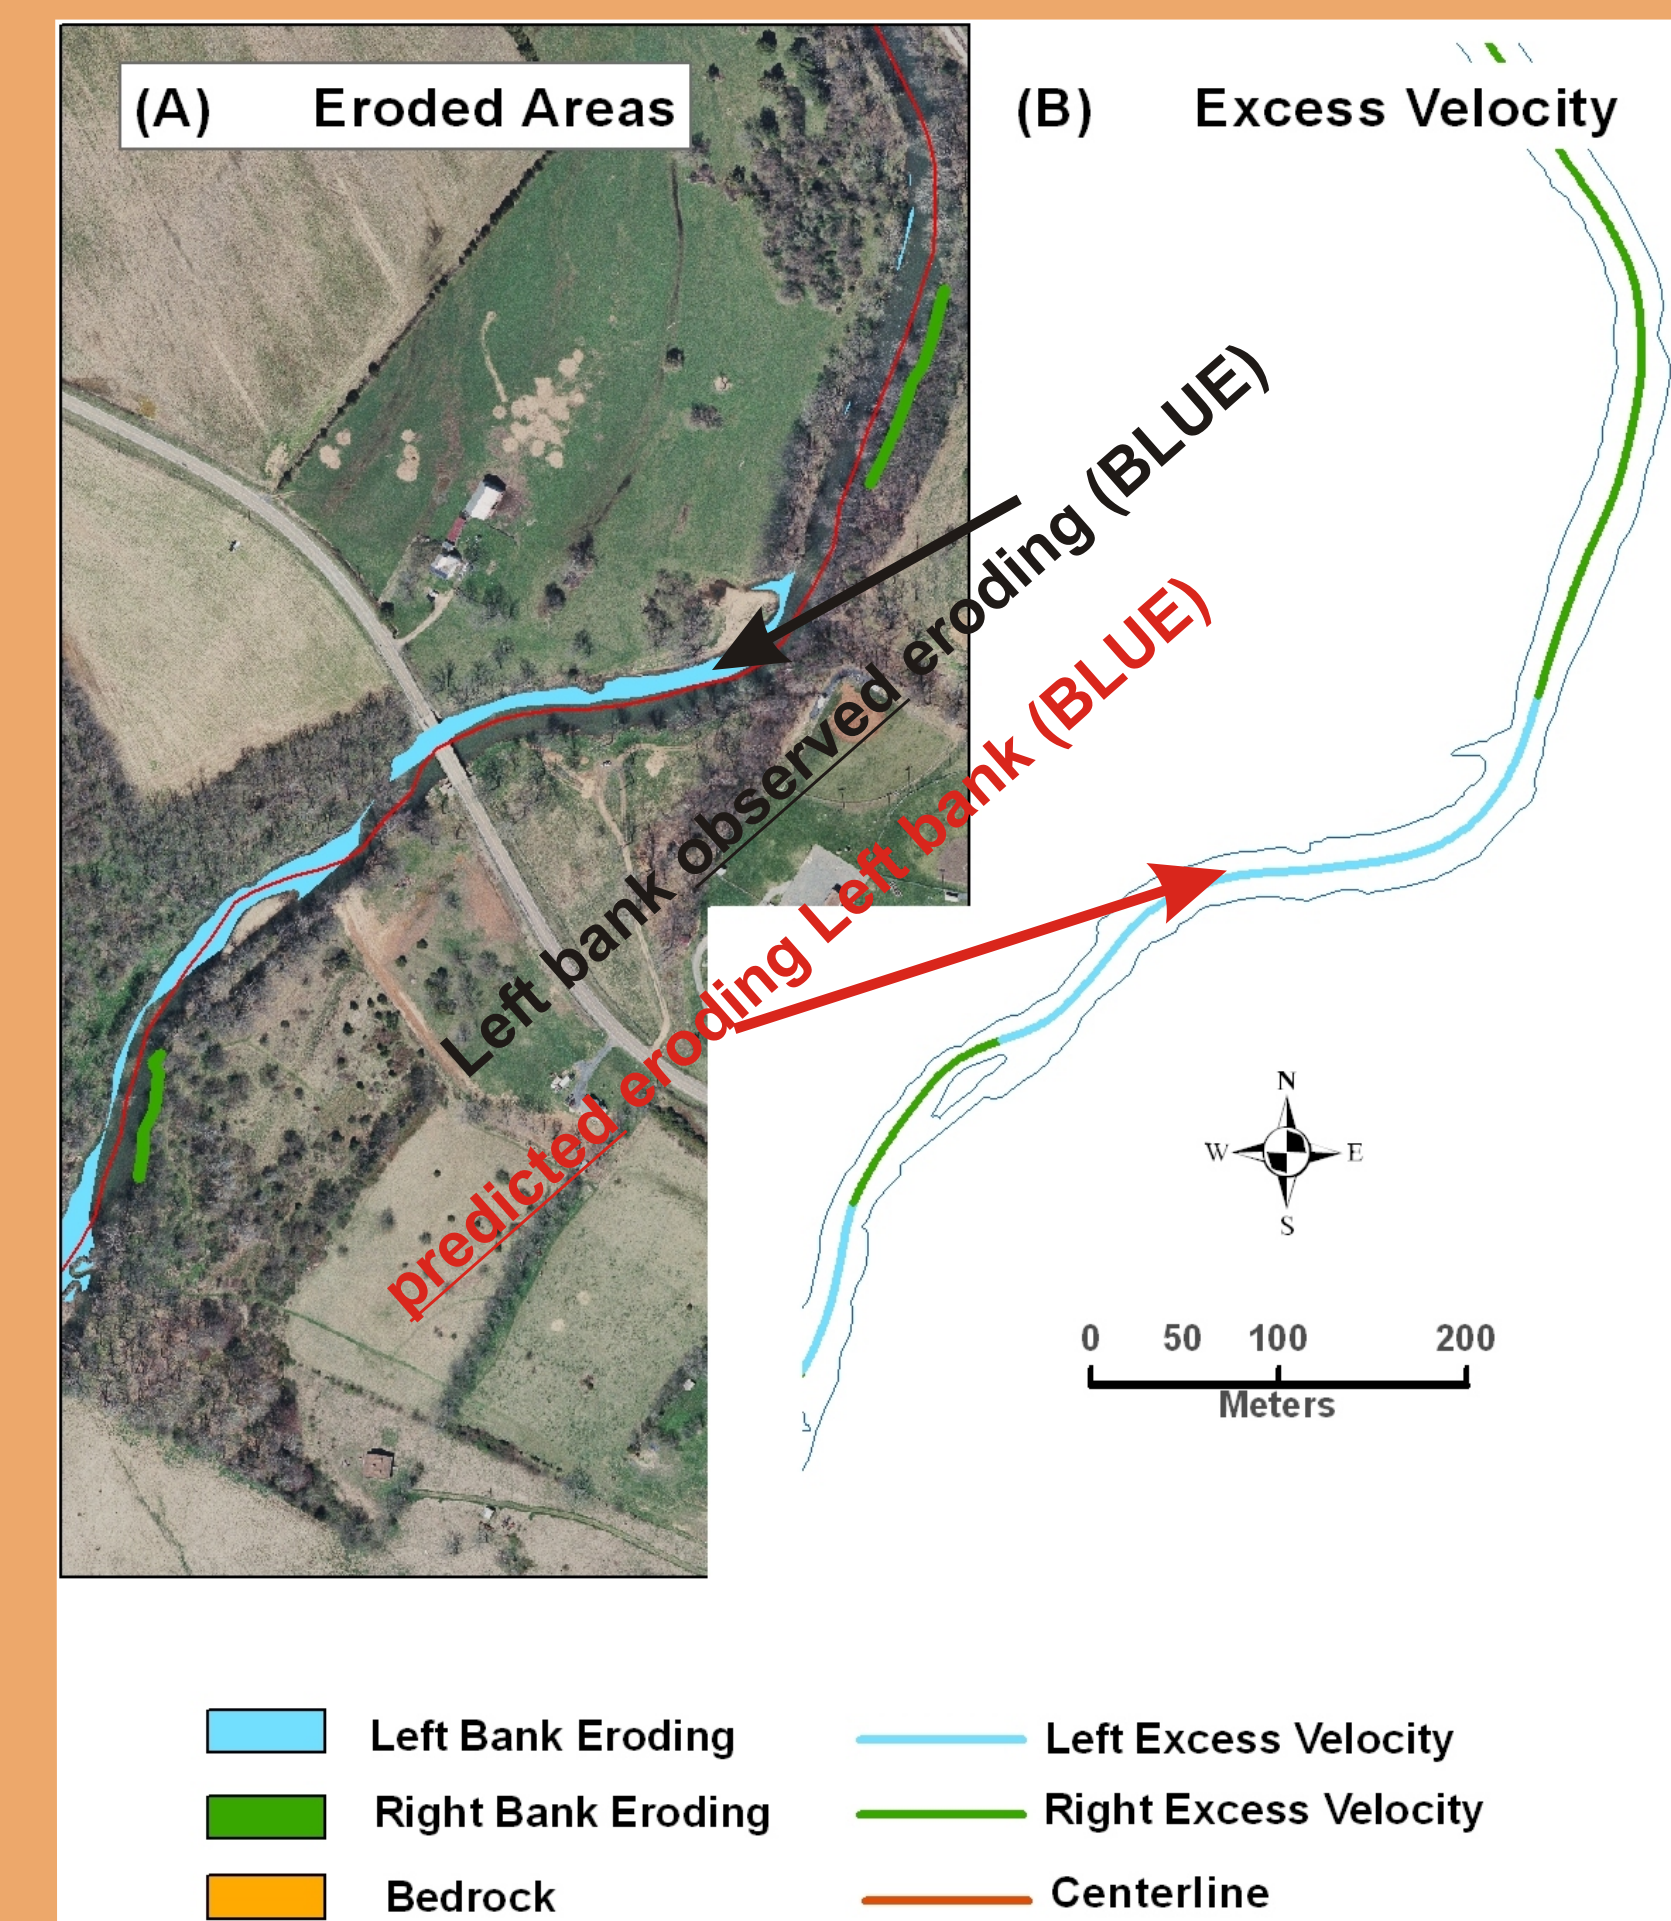 (A) Eroded Areas
(B) Excess Velocity
Left bank observed eroding (BLUE)
predicted eroding Left bank (BLUE)
N
W E
S
0 50 100 200
Meters
Left Bank Eroding
Right Bank Eroding
Bedrock
Left Excess Velocity
Right Excess Velocity
Centerline